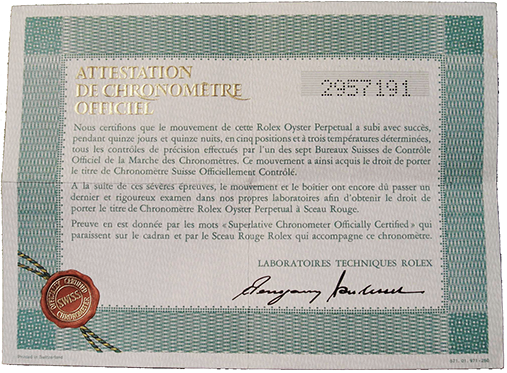 ATTESTATION
DE CHRONOMÈTRE
OFFICIEL
2957191
Nous certifions que le mouvement de cette Rolex Oyster Perpetual a subi avec succès,
pendant quinze jours et quinze nuits, en cinq positions et à trois températures déterminées,
tous les contrôles de précision effectués par l'un des sept Bureaux Suisses de Contrôle
Officiel de la Marche des Chronomètres. Ce mouvement a ainsi acquis le droit de porter
le titre de Chronomètre Suisse Officiellement Contrôlé.
A la suite de ces sévères épreuves, le mouvement et le boîtier ont encore dû passer un
dernier et rigoureux examen dans nos propres laboratoires afin d'obtenir le droit de
porter le titre de Chronomètre Rolex Oyster Perpetual à Sceau Rouge.
Preuve en est donnée par les mots « Superlative Chronometer Officially Certified » qui
paraissent sur le cadran et par le Sceau Rouge Rolex qui accompagne ce chronomètre.
LABORATOIRES TECHNIQUES ROLEX
OFFICIALLY CERTIFIED
SWISS
CHRONOMETER
Printed in Switzerland